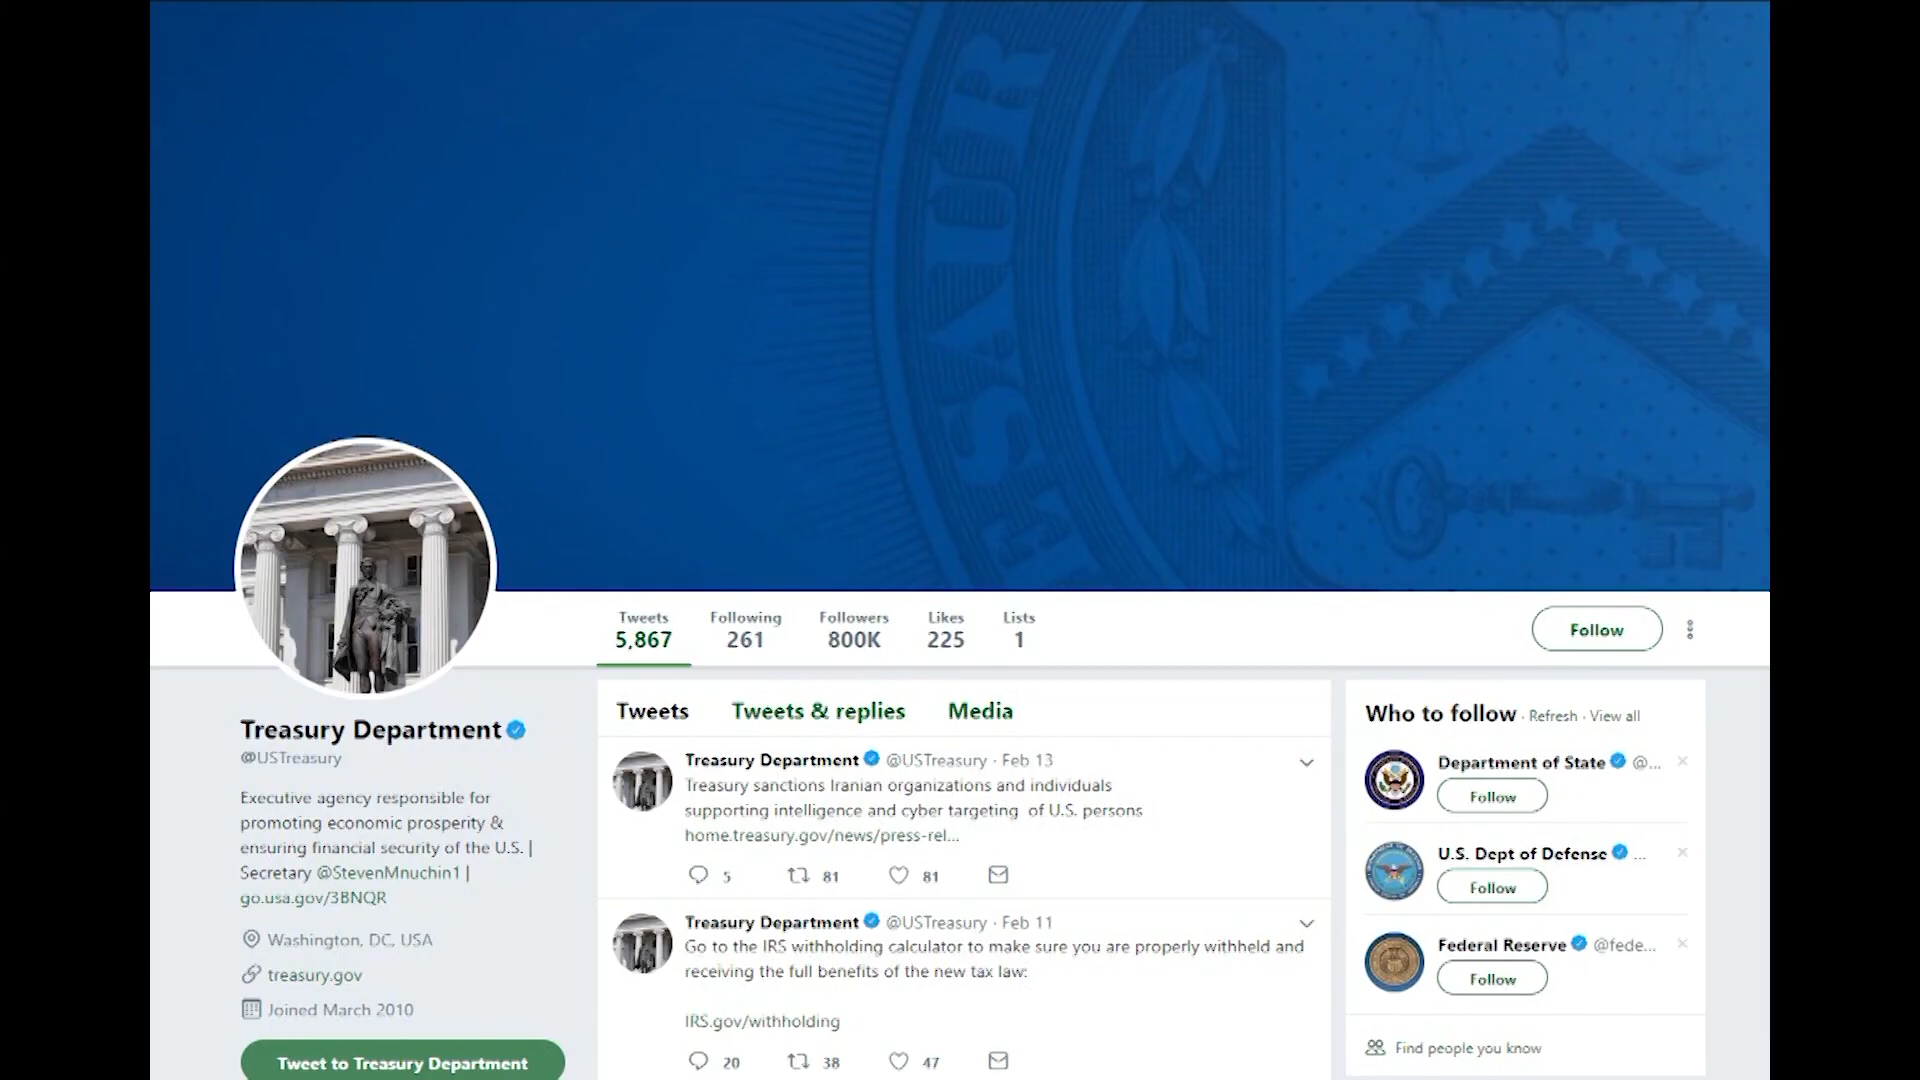 Tweets
5,867
Following
261
Followers
800K
Likes
225
Lists
1
Follow
Treasury Department
@USTreasury
Executive agency responsible for
promoting economic prosperity &
ensuring financial security of the U.S. |
Secretary @StevenMnuchin1 |
go.usa.gov/3BNQR
Washington, DC, USA
treasury.gov
Joined March 2010
Tweet to Treasury Department
Tweets Tweets & replies Media
Treasury Department @USTreasury · Feb 13
Treasury sanctions Iranian organizations and individuals
supporting intelligence and cyber targeting of U.S. persons
home.treasury.gov/news/press-rel...
5 81 81
Treasury Department @USTreasury · Feb 11
Go to the IRS withholding calculator to make sure you are properly withheld and
receiving the full benefits of the new tax law:
IRS.gov/withholding
20 38 47
Who to follow · Refresh · View all
Department of State @...
Follow
U.S. Dept of Defense ...
Follow
Federal Reserve @fede...
Follow
Find people you know